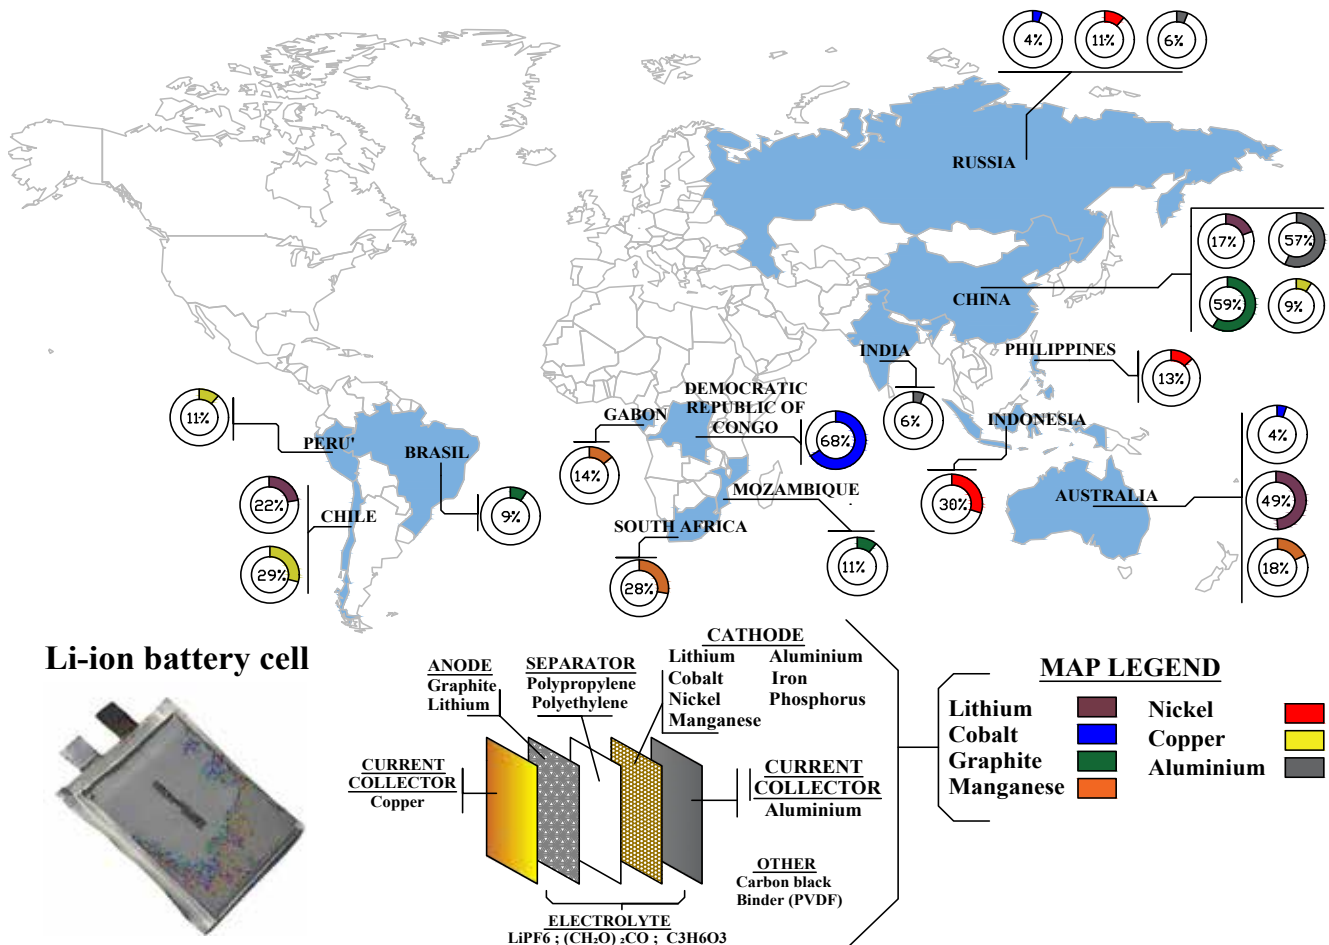 4% 11% 6%
RUSSIA
17% 57%
CHINA
59% 9%
INDIA
PHILIPPINES
13%
6%
DEMOCRATIC
REPUBLIC OF
CONGO
68%
GABON
14%
INDONESIA
30%
11%
PERU'
BRASIL
9%
22%
CHILE
29%
MOZAMBIQUE
11%
SOUTH AFRICA
28%
AUSTRALIA
4%
49%
18%
Li-ion battery cell
ANODE
Graphite
Lithium
SEPARATOR
Polypropylene
Polyethylene
CATHODE
Lithium Aluminium
Cobalt Iron
Nickel Phosphorus
Manganese
CURRENT
COLLECTOR
Copper
CURRENT
COLLECTOR
Aluminium
OTHER
Carbon black
Binder (PVDF)
ELECTROLYTE
LiPF6 ; (CH₂O) ₂CO ; C3H6O3
MAP LEGEND
Lithium Nickel
Cobalt Copper
Graphite Aluminium
Manganese